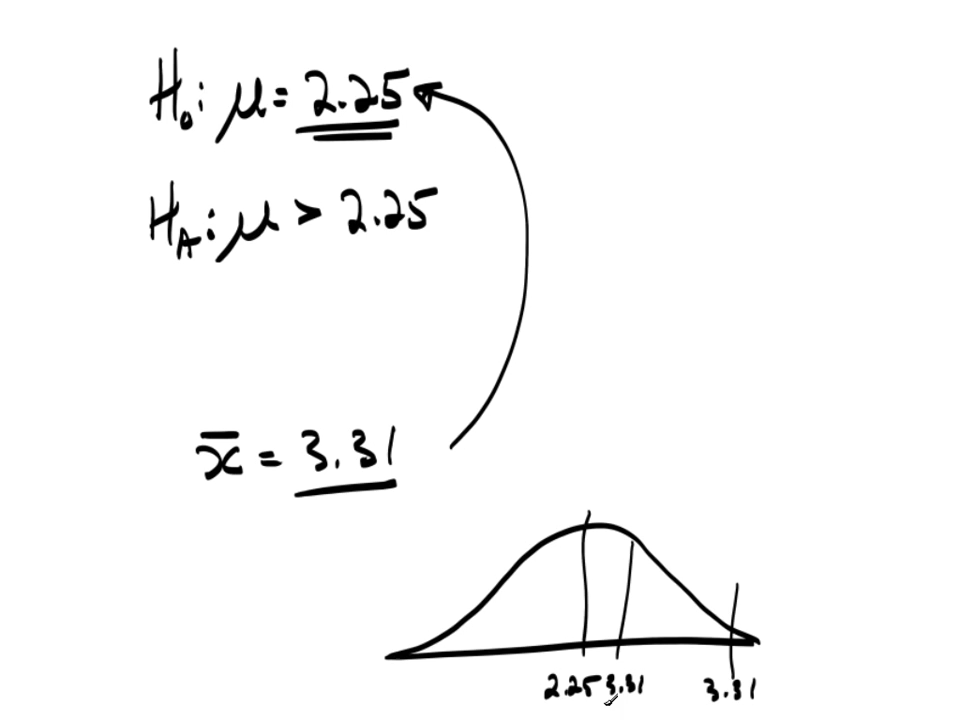 H₀: μ = 2.25
H_A: μ > 2.25
x̄ = 3.31
2.25 3.31 3.31